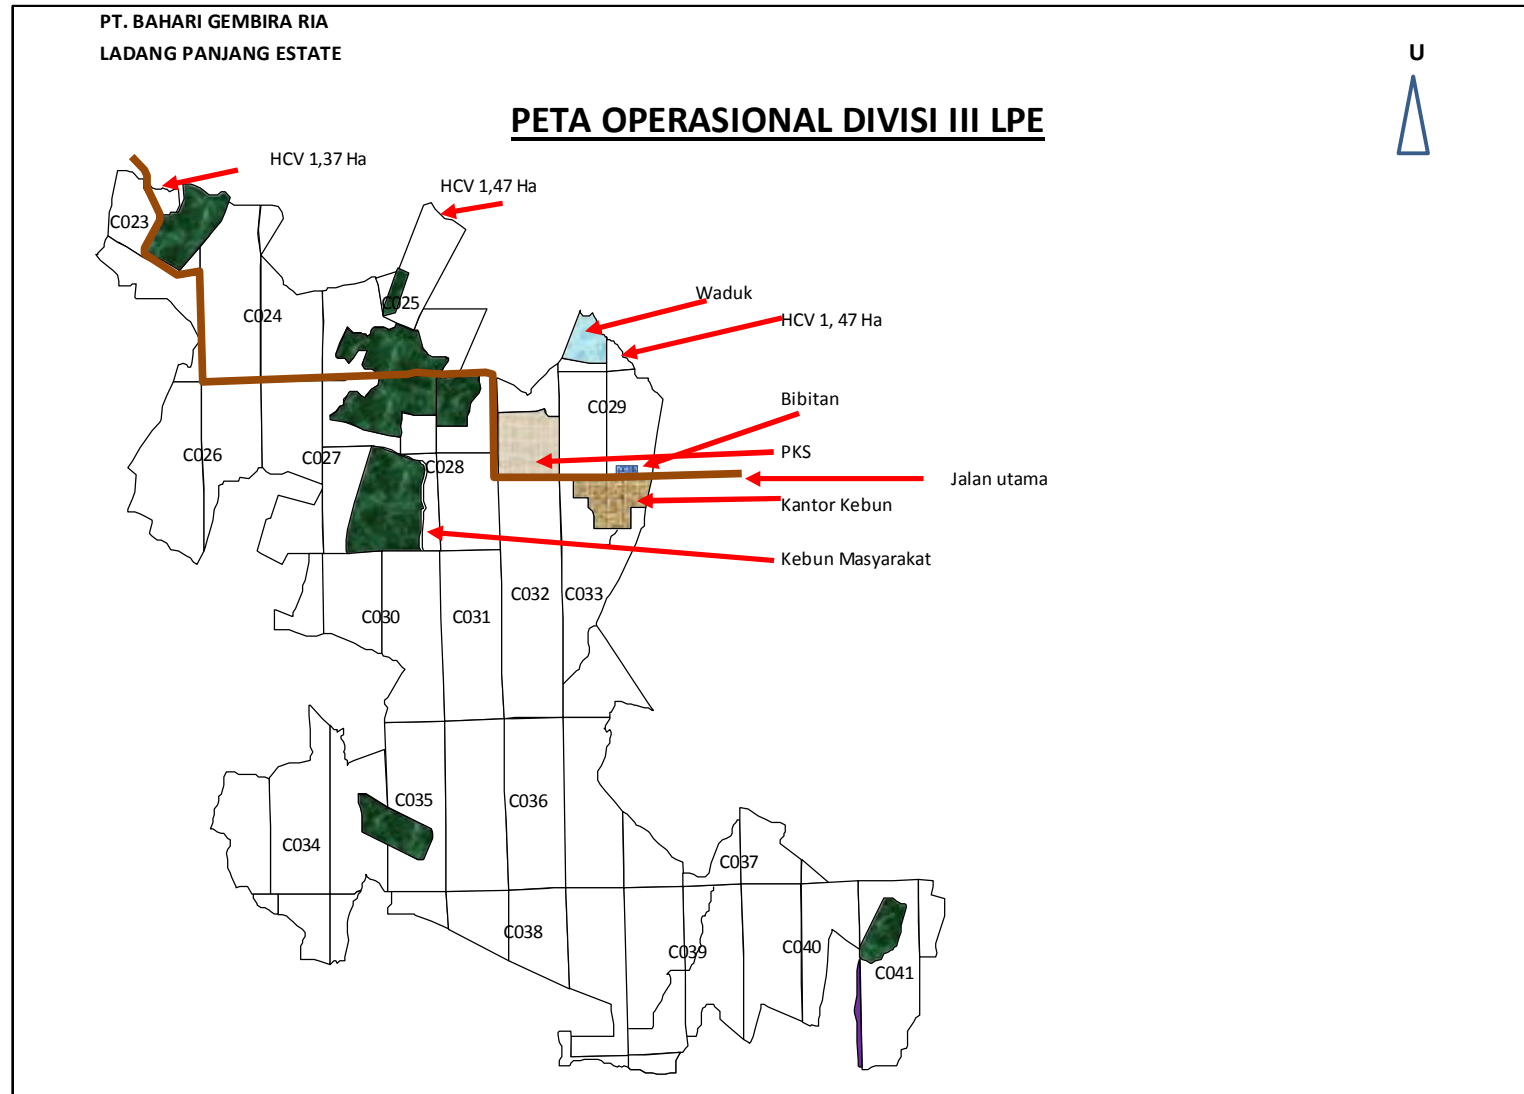 PT. BAHARI GEMBIRA RIA
LADANG PANJANG ESTATE
U
PETA OPERASIONAL DIVISI III LPE
HCV 1,37 Ha
HCV 1,47 Ha
C023
Waduk
C025
C024
HCV 1, 47 Ha
Bibitan
C029
PKS
C026
C027
C028
Jalan utama
Kantor Kebun
Kebun Masyarakat
C032
C033
C030
C031
C035
C036
C034
C037
C038
C039
C040
C041